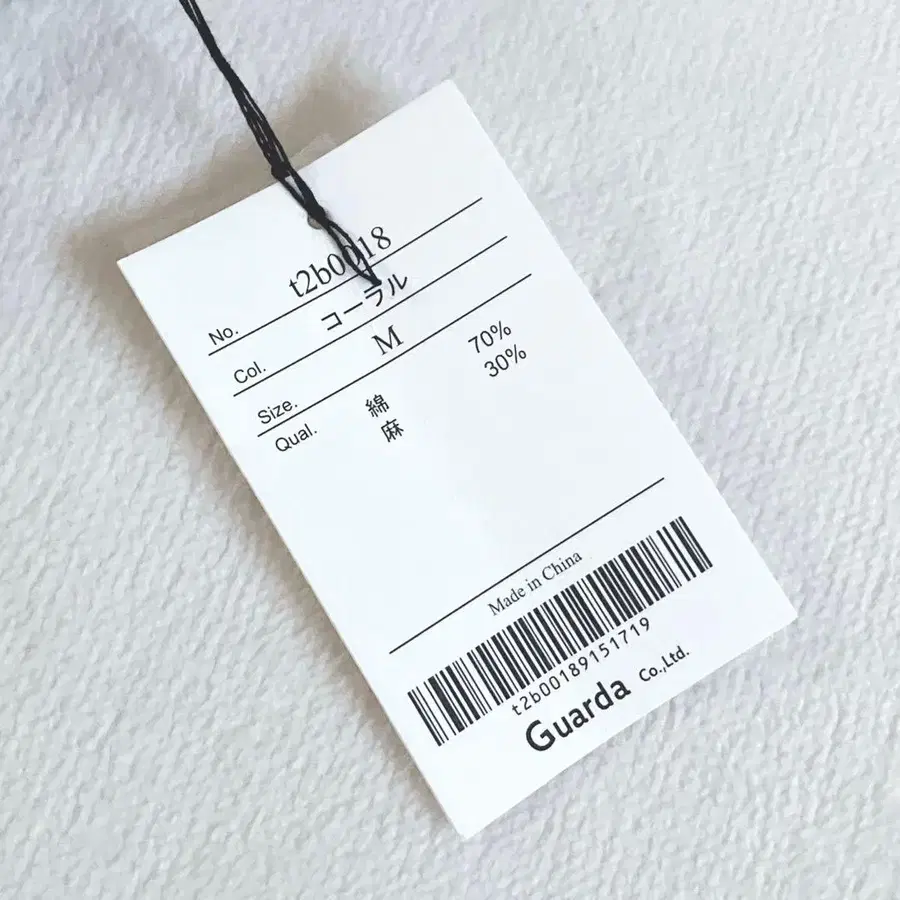 No. t2b0018
Col. コーラル
Size. M
Qual. 綿 70%
麻 30%
Made in China
t2b00189151719
Guarda Co.,Ltd.